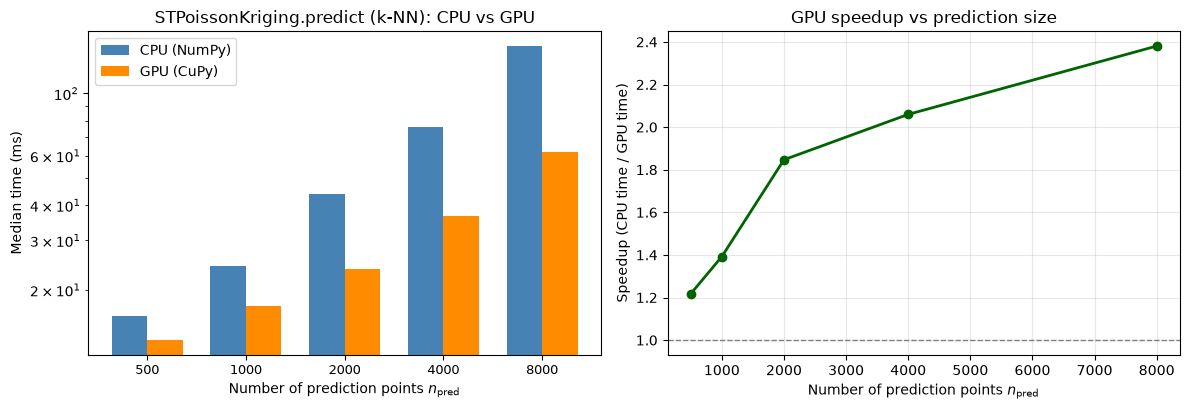 STPoissonKriging.predict (k-NN): CPU vs GPU
CPU (NumPy)
GPU (CuPy)
Median time (ms)
10²
6 × 10¹
4 × 10¹
3 × 10¹
2 × 10¹
500 1000 2000 4000 8000
Number of prediction points n_pred
GPU speedup vs prediction size
Speedup (CPU time / GPU time)
2.4
2.2
2.0
1.8
1.6
1.4
1.2
1.0
1000 2000 3000 4000 5000 6000 7000 8000
Number of prediction points n_pred